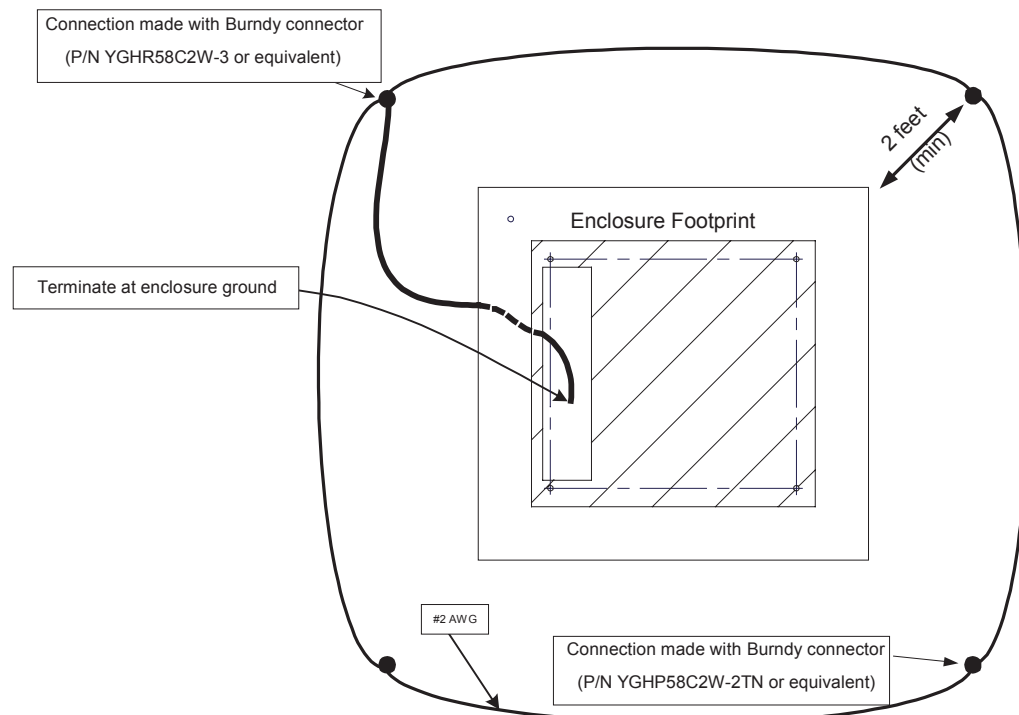 Connection made with Burndy connector
(P/N YGHR58C2W-3 or equivalent)
2 feet
(min)
Enclosure Footprint
Terminate at enclosure ground
#2 AWG
Connection made with Burndy connector
(P/N YGHP58C2W-2TN or equivalent)